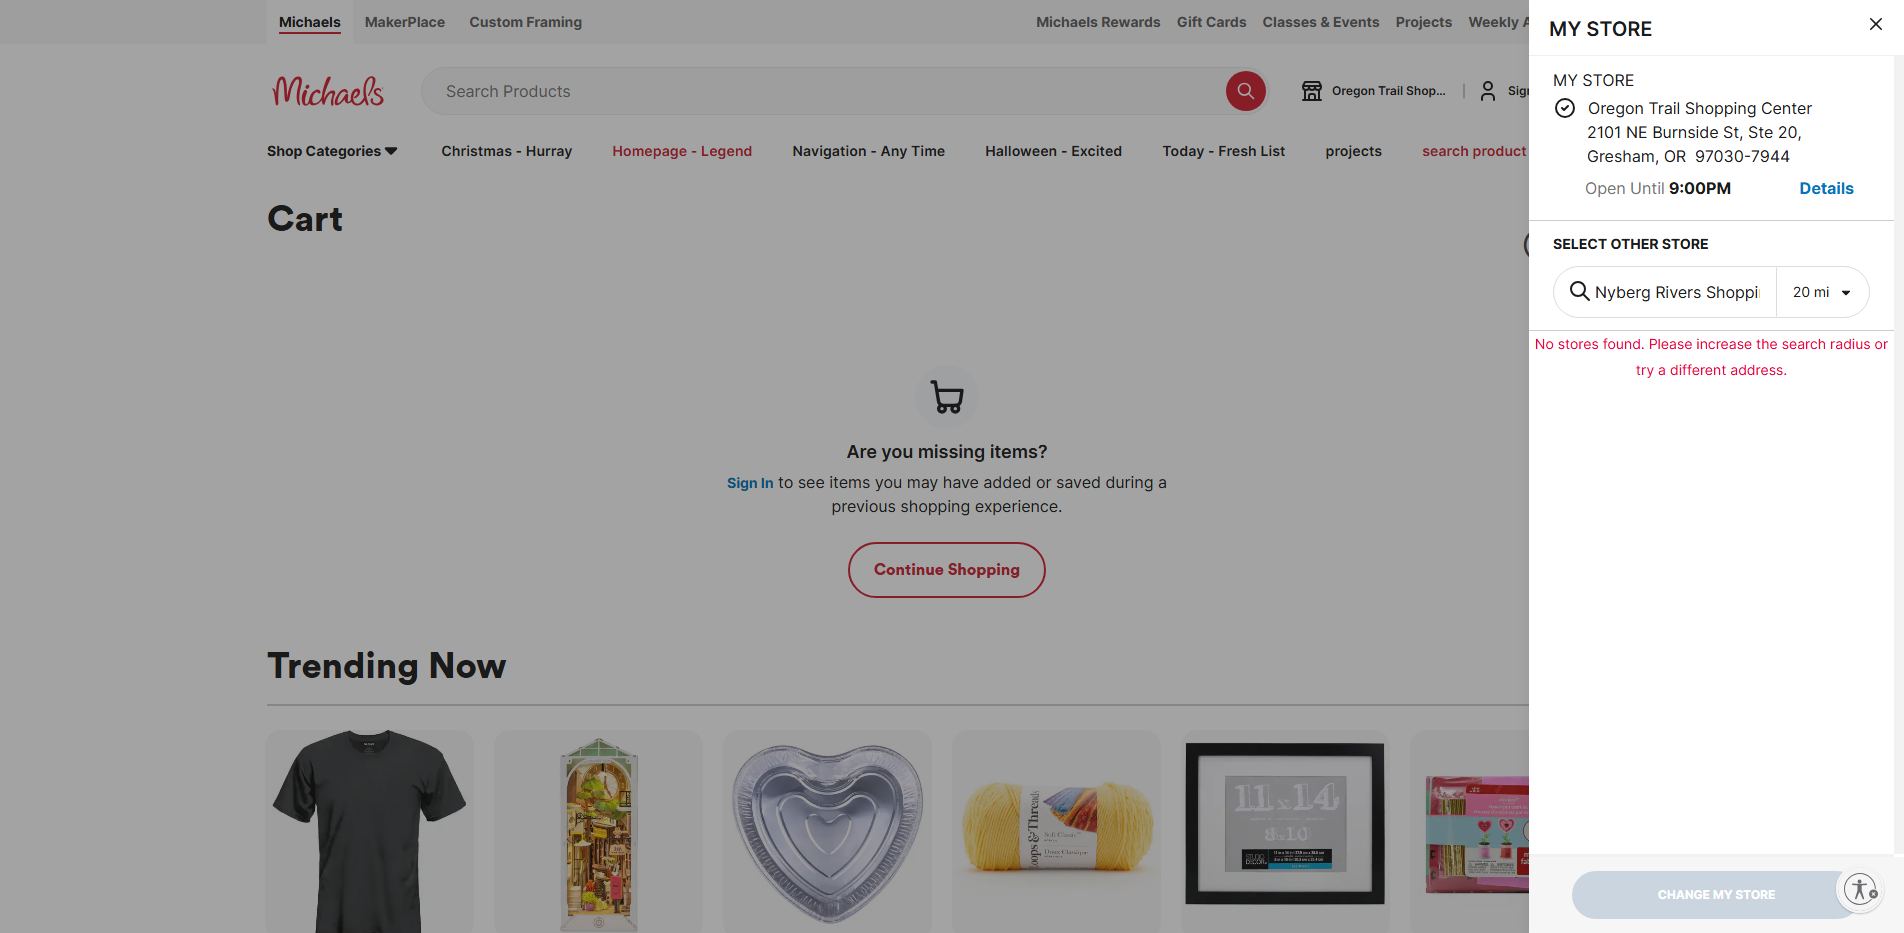 Michaels
MakerPlace
Custom Framing
Michaels Rewards
Gift Cards
Classes & Events
Projects
Weekly A
Michaels
Search Products
Oregon Trail Shop...
Sign
Shop Categories
Christmas - Hurray
Homepage - Legend
Navigation - Any Time
Halloween - Excited
Today - Fresh List
projects
search product
Cart
Are you missing items?
Sign In to see items you may have added or saved during a
previous shopping experience.
Continue Shopping
Trending Now
Loops & Threads
11x14
8x10
MY STORE
MY STORE
Oregon Trail Shopping Center
2101 NE Burnside St, Ste 20,
Gresham, OR 97030-7944
Open Until 9:00PM
Details
SELECT OTHER STORE
Nyberg Rivers Shoppi
20 mi
No stores found. Please increase the search radius or
try a different address.
CHANGE MY STORE